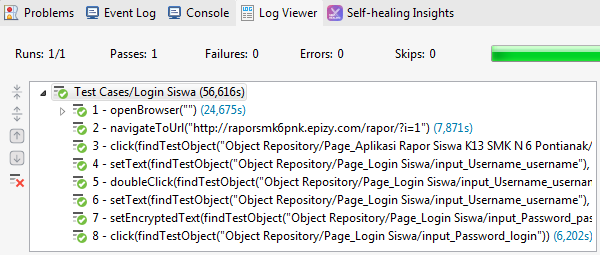 Problems Event Log Console Log Viewer Self-healing Insights
Runs: 1/1 Passes: 1 Failures: 0 Errors: 0 Skips: 0
Test Cases/Login Siswa (56,616s)
1 - openBrowser("") (24,675s)
2 - navigateToUrl("http://raporsmk6pnk.epizy.com/rapor/?i=1") (7,871s)
3 - click(findTestObject("Object Repository/Page_Aplikasi Rapor Siswa K13 SMK N 6 Pontianak/
4 - setText(findTestObject("Object Repository/Page_Login Siswa/input_Username_username"),
5 - doubleClick(findTestObject("Object Repository/Page_Login Siswa/input_Username_usernam
6 - setText(findTestObject("Object Repository/Page_Login Siswa/input_Username_username"),
7 - setEncryptedText(findTestObject("Object Repository/Page_Login Siswa/input_Password_pas
8 - click(findTestObject("Object Repository/Page_Login Siswa/input_Password_login")) (6,202s)